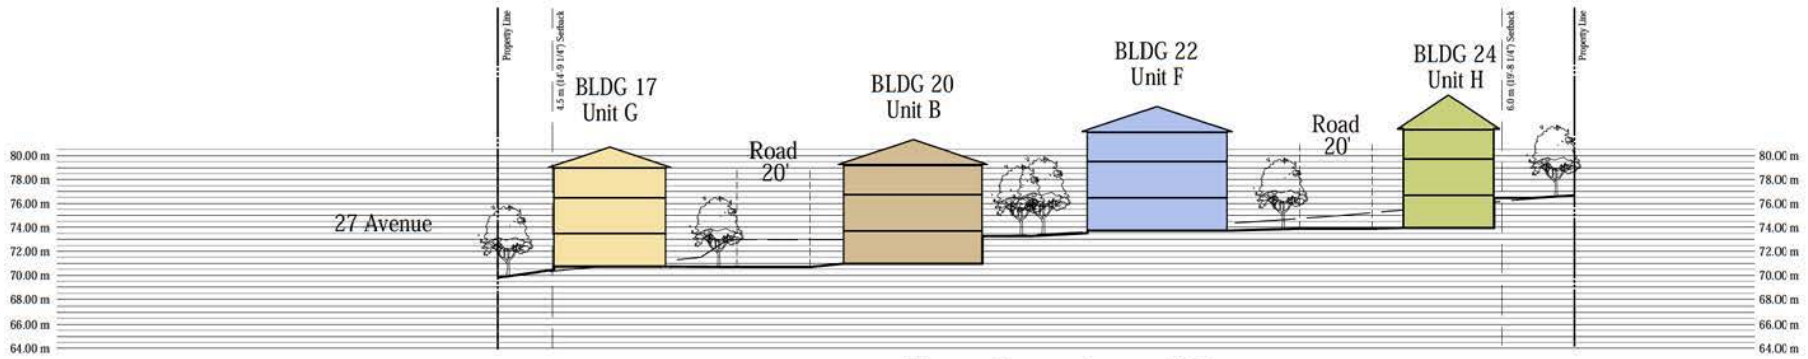 Property Line
4.5 m (14'-9 1/4") Setback
BLDG 17
Unit G
BLDG 20
Unit B
BLDG 22
Unit F
BLDG 24
Unit H
6.0 m (19'-8 1/4") Setback
Property Line
Road
20'
Road
20'
27 Avenue
80.00 m
78.00 m
76.00 m
74.00 m
72.00 m
70.00 m
68.00 m
66.00 m
64.00 m
80.00 m
78.00 m
76.00 m
74.00 m
72.00 m
70.00 m
68.00 m
66.00 m
64.00 m